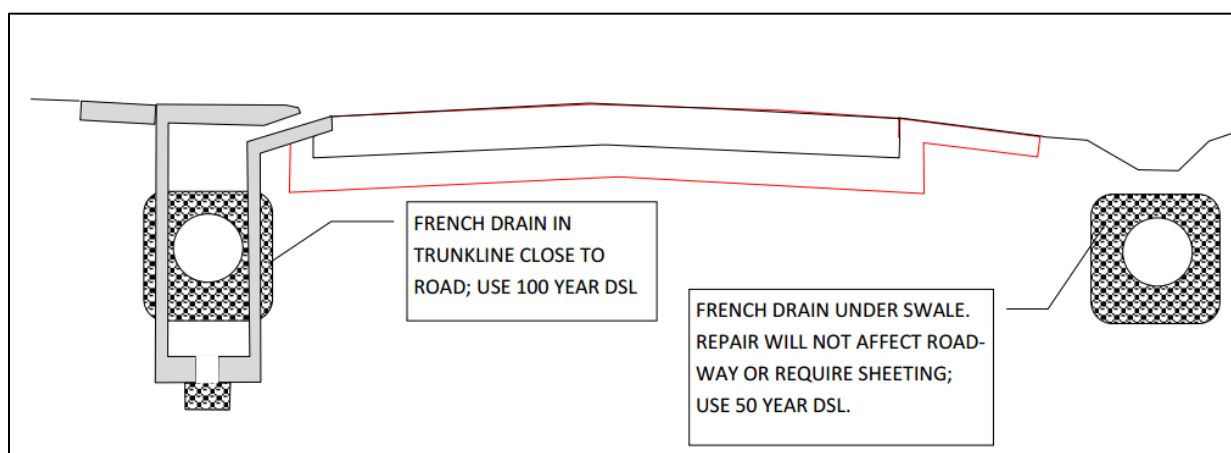 FRENCH DRAIN IN
TRUNKLINE CLOSE TO
ROAD; USE 100 YEAR DSL
FRENCH DRAIN UNDER SWALE.
REPAIR WILL NOT AFFECT ROAD-
WAY OR REQUIRE SHEETING;
USE 50 YEAR DSL.